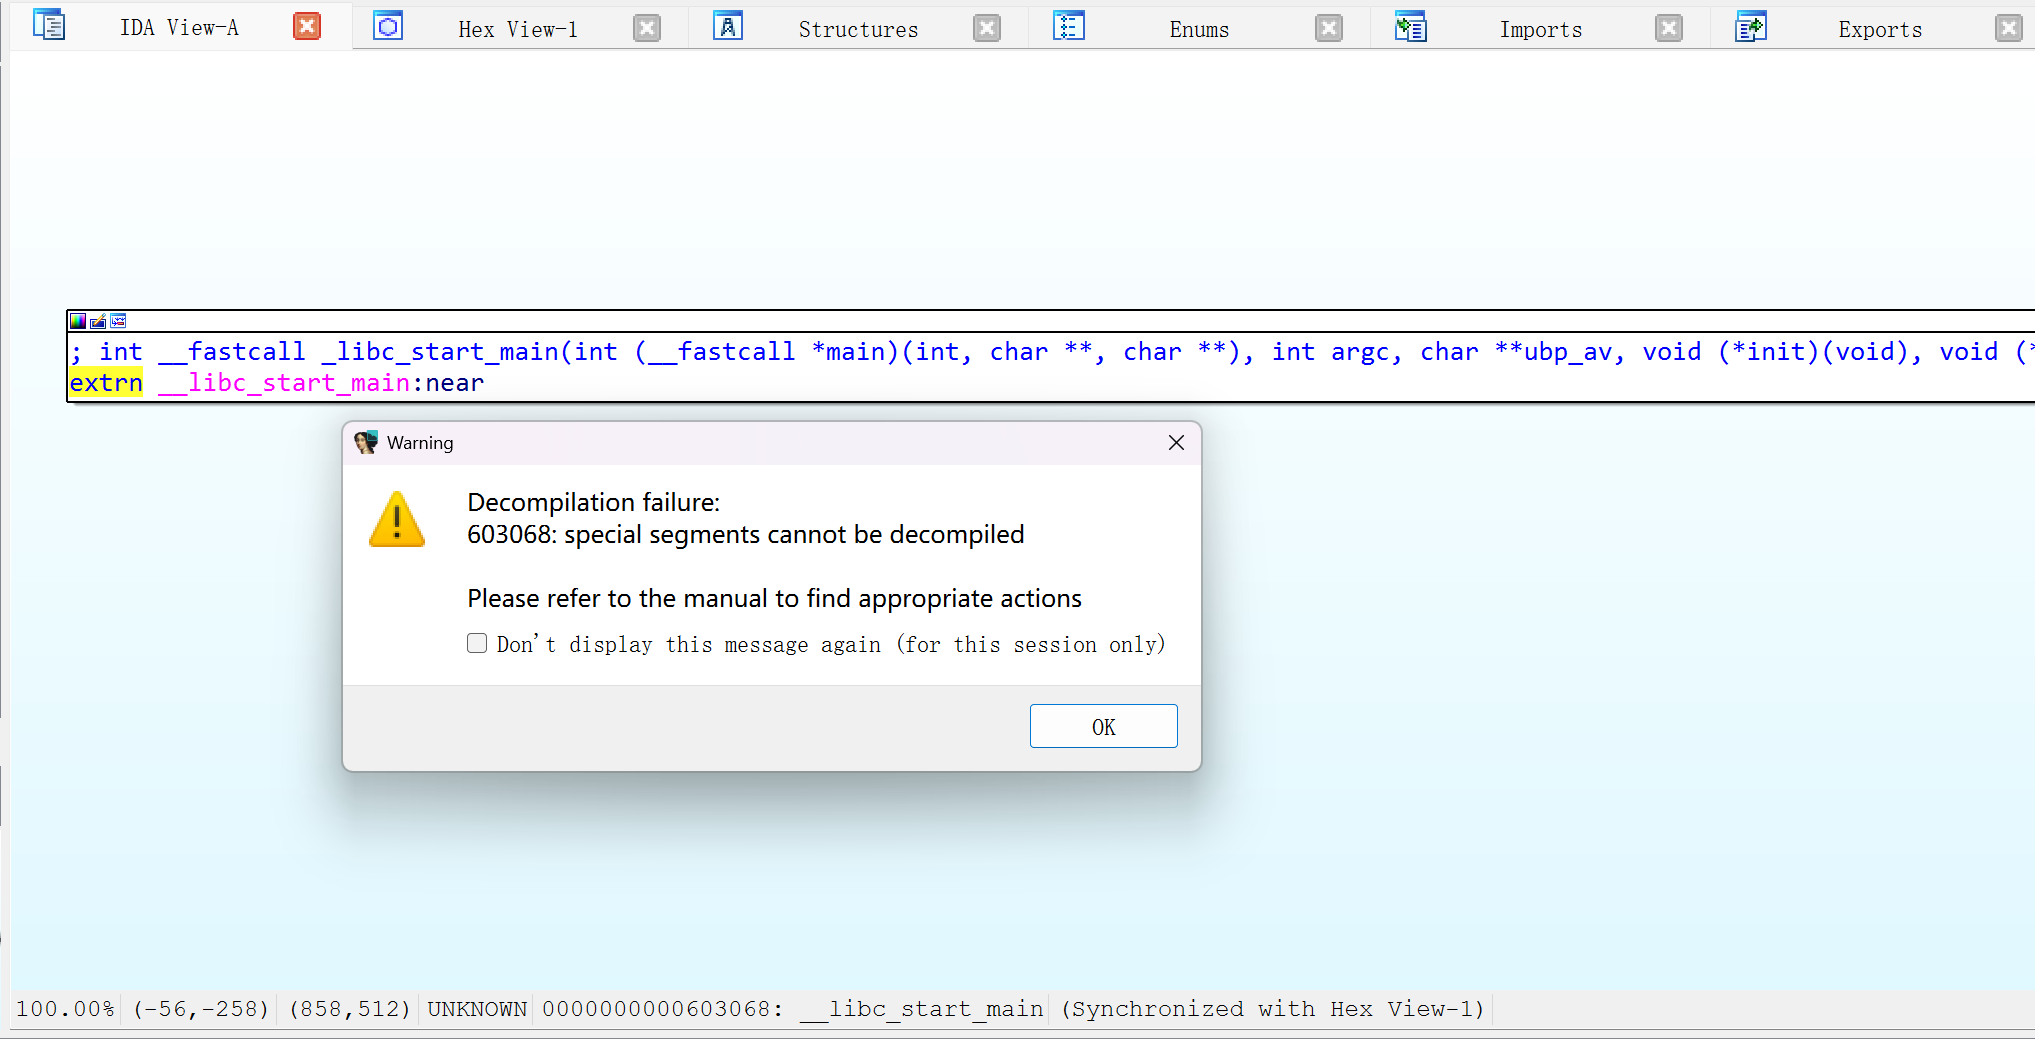 IDA View-A
Hex View-1
Structures
Enums
Imports
Exports
; int __fastcall _libc_start_main(int (__fastcall *main)(int, char **, char **), int argc, char **ubp_av, void (*init)(void), void (*
extrn __libc_start_main:near
Warning
Decompilation failure:
603068: special segments cannot be decompiled
Please refer to the manual to find appropriate actions
Don't display this message again (for this session only)
OK
100.00% (-56,-258) (858,512) UNKNOWN 0000000000603068: __libc_start_main (Synchronized with Hex View-1)